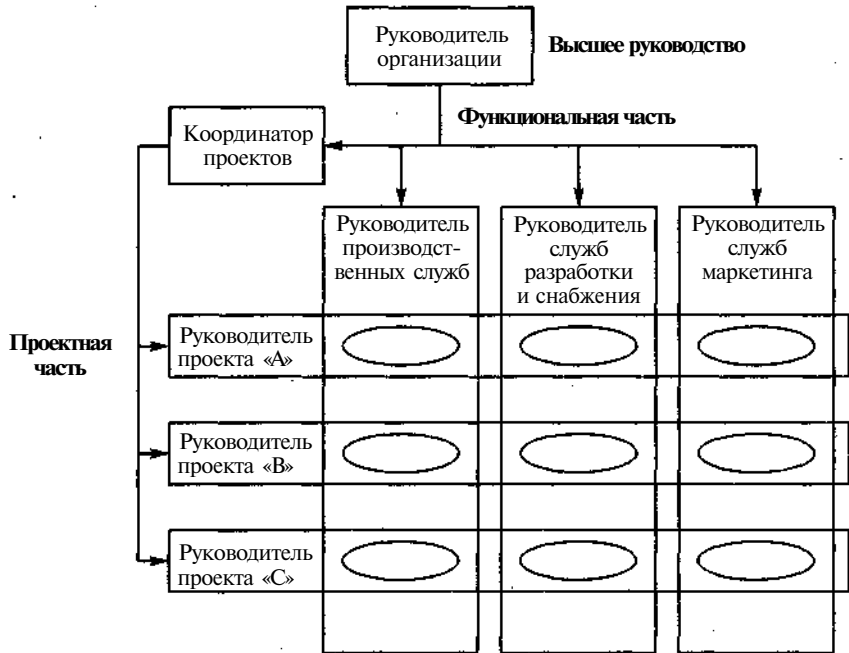 Руководитель
организации
Высшее руководство
Функциональная часть
Координатор
проектов
Руководитель
производст-
венных служб
Руководитель
служб
разработки
и снабжения
Руководитель
служб
маркетинга
Проектная
часть
Руководитель
проекта «А»
Руководитель
проекта «В»
Руководитель
проекта «С»